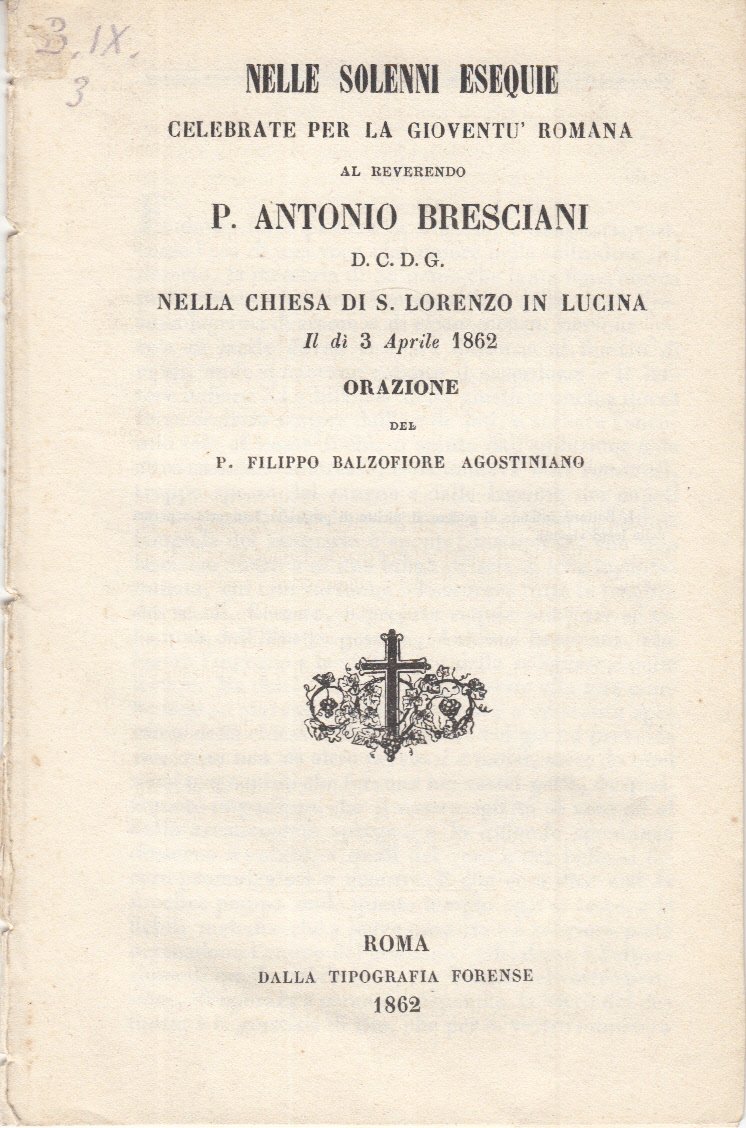 B. IX.
3
NELLE SOLENNI ESEQUIE
CELEBRATE PER LA GIOVENTU' ROMANA
AL REVERENDO
P. ANTONIO BRESCIANI
D. C. D. G.
NELLA CHIESA DI S. LORENZO IN LUCINA
Il dì 3 Aprile 1862
ORAZIONE
DEL
P. FILIPPO BALZOFIORE AGOSTINIANO
ROMA
DALLA TIPOGRAFIA FORENSE
1862